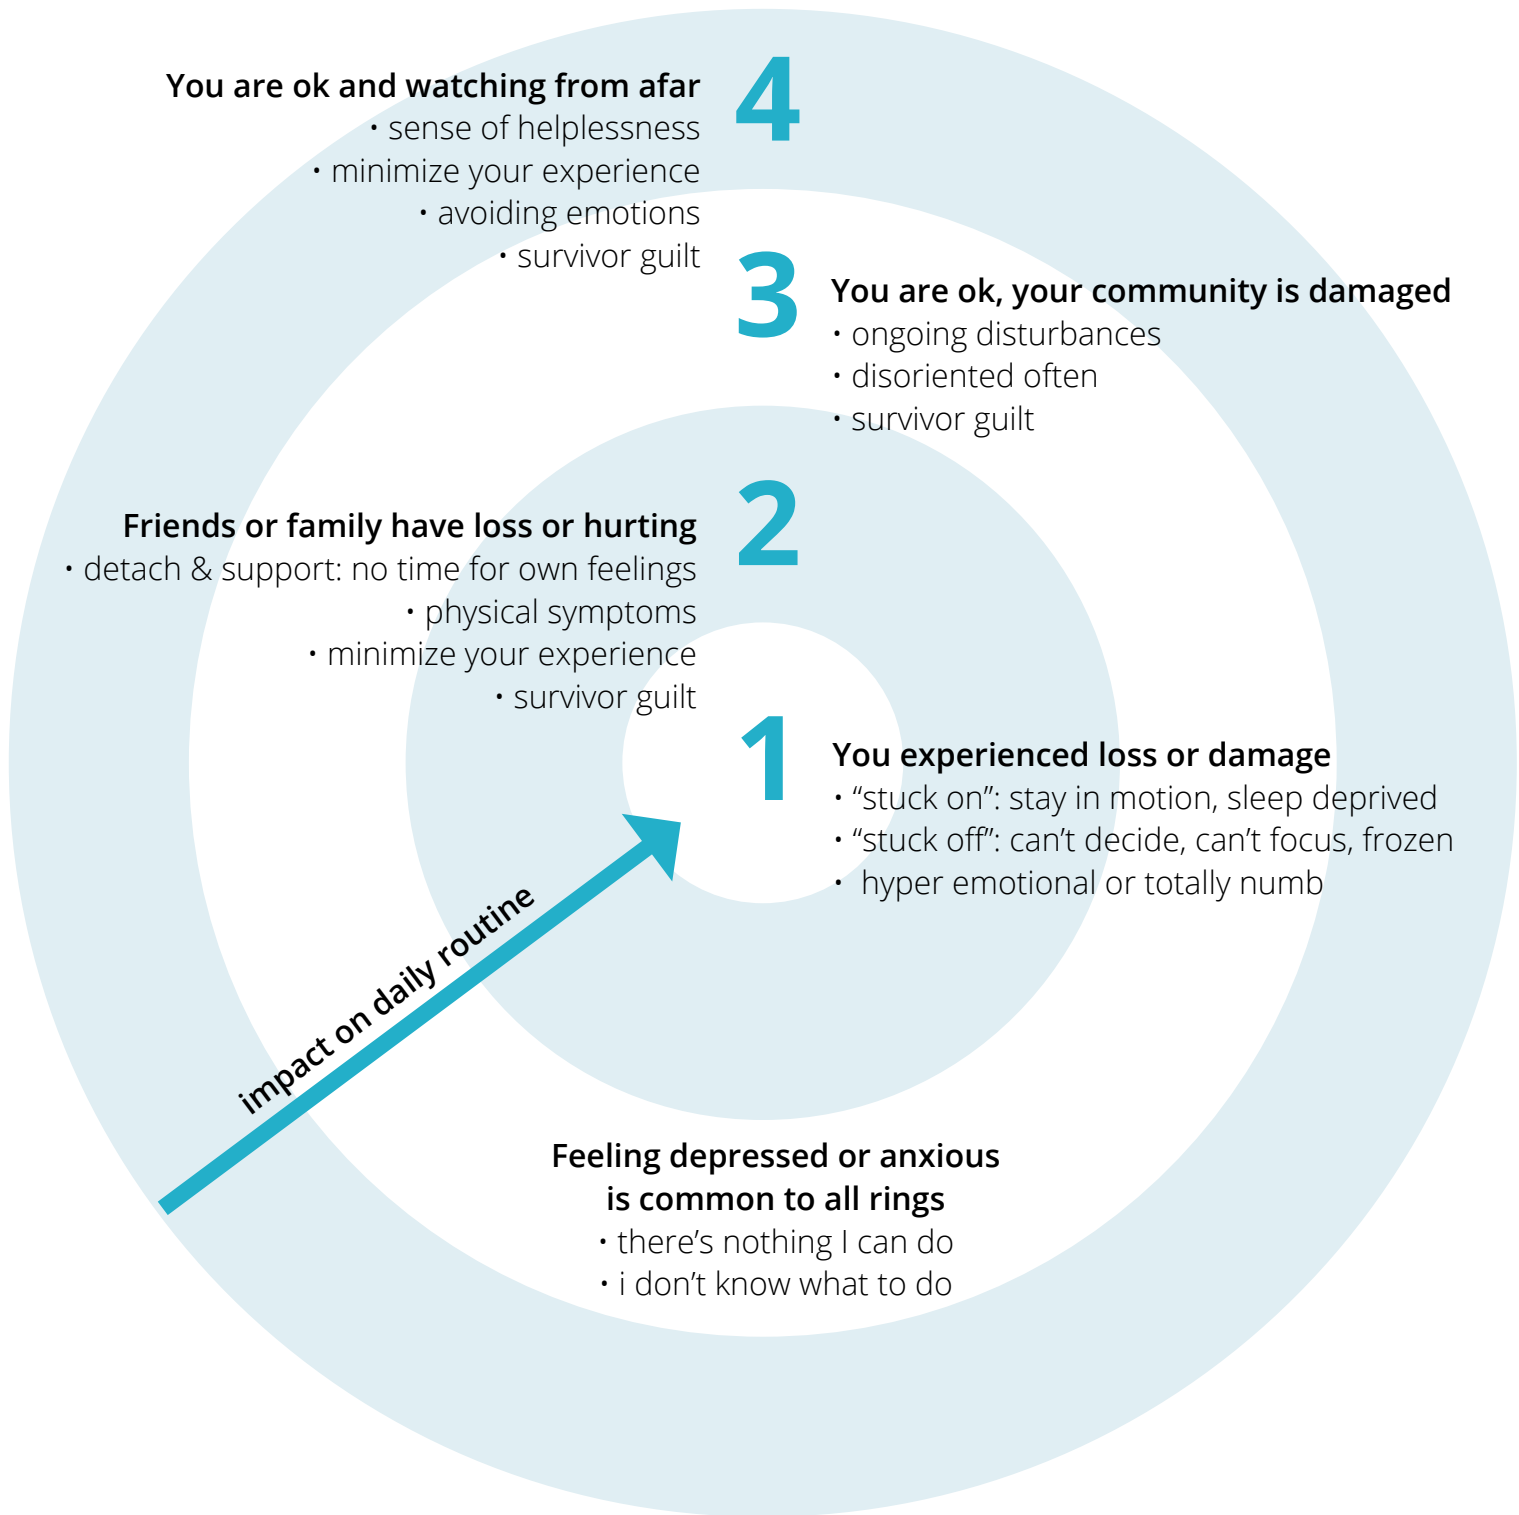 4
You are ok and watching from afar
• sense of helplessness
• minimize your experience
• avoiding emotions
• survivor guilt
3
You are ok, your community is damaged
• ongoing disturbances
• disoriented often
• survivor guilt
2
Friends or family have loss or hurting
• detach & support: no time for own feelings
• physical symptoms
• minimize your experience
• survivor guilt
1
You experienced loss or damage
• “stuck on”: stay in motion, sleep deprived
• “stuck off”: can’t decide, can’t focus, frozen
• hyper emotional or totally numb
impact on daily routine
Feeling depressed or anxious
is common to all rings
• there’s nothing I can do
• i don’t know what to do